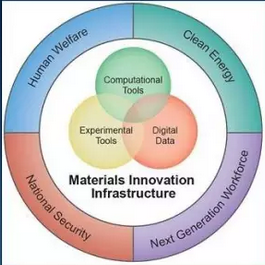 Human Welfare
Clean Energy
Computational
Tools
Experimental
Tools
Digital
Data
Materials Innovation
Infrastructure
National Security
Next Generation Workforce